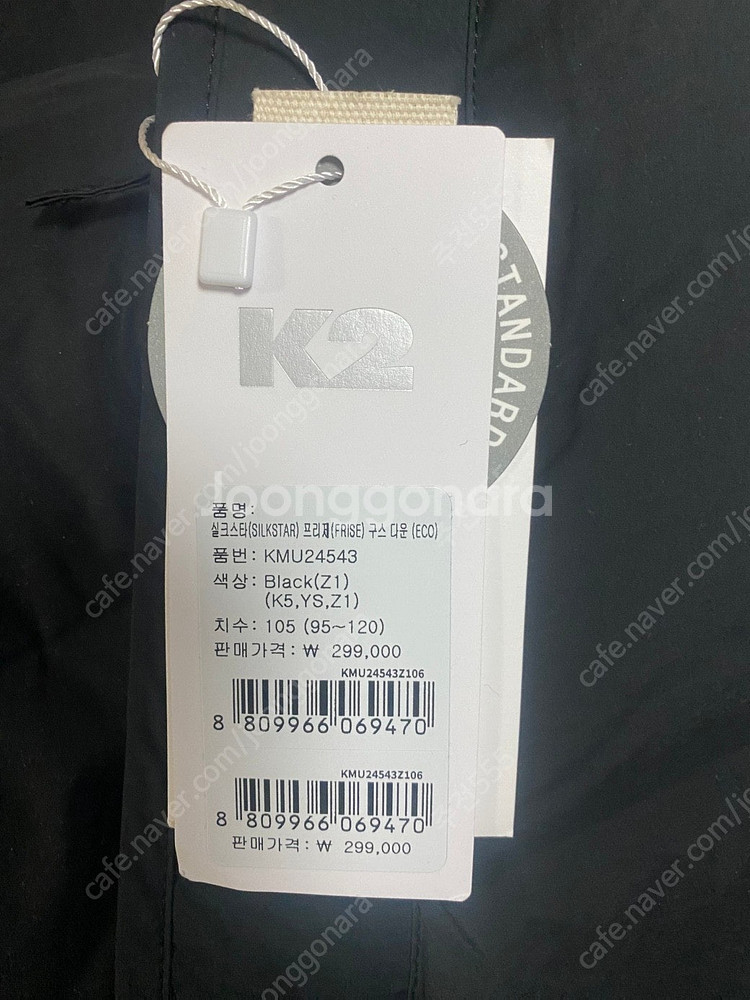 K2
STANDARD
Joonggonara
품명:
실크스타(SILKSTAR) 프리제(FRISE) 구스 다운 (ECO)
품번: KMU24543
색상: Black(Z1)
(K5,YS,Z1)
치수: 105 (95~120)
판매가격: ₩ 299,000
KMU24543Z106
8 809966 069470
KMU24543Z106
8 809966 069470
판매가격: ₩ 299,000
cafe.naver.com/joonggonara